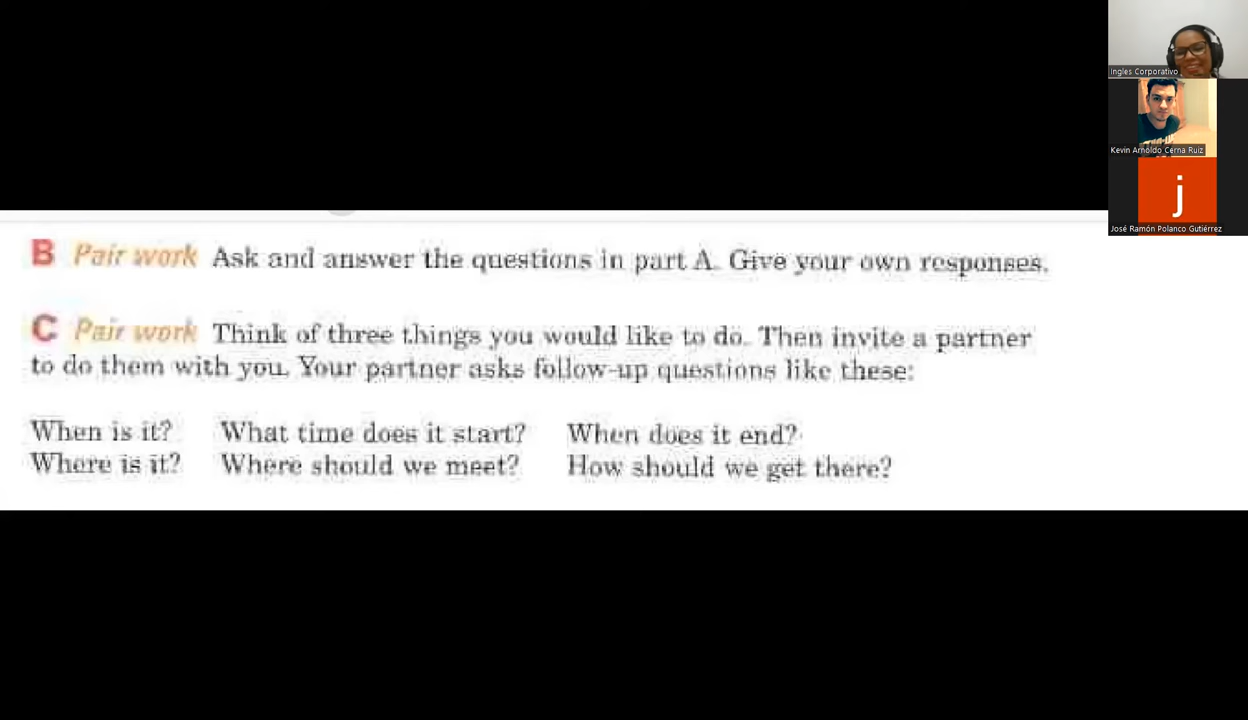 B Pair work Ask and answer the questions in part A. Give your own responses.
C Pair work Think of three things you would like to do. Then invite a partner
to do them with you. Your partner asks follow-up questions like these:
When is it? What time does it start? When does it end?
Where is it? Where should we meet? How should we get there?
Ingles Corporativo
Kevin Arnoldo Cerna Ruiz
j
José Ramón Polanco Gutiérrez